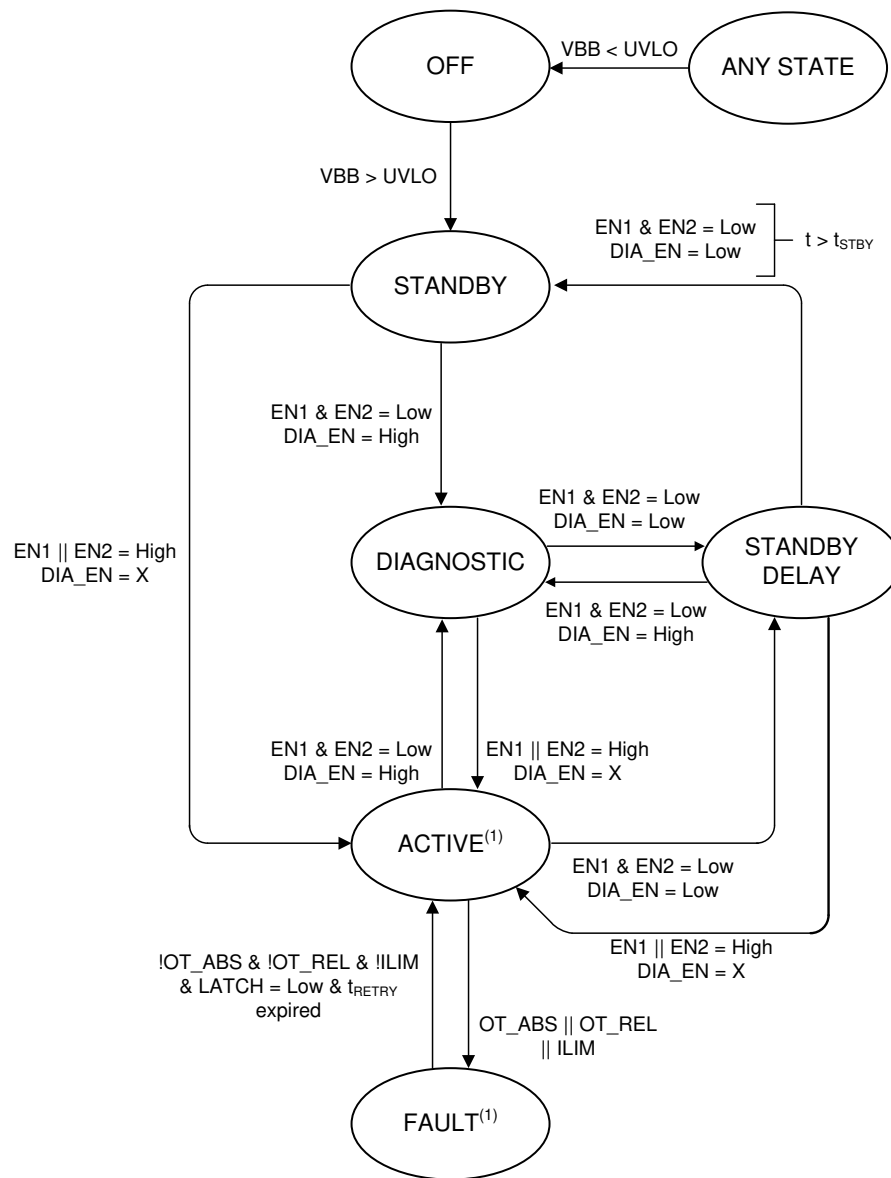 OFF
VBB < UVLO
ANY STATE
VBB > UVLO
EN1 & EN2 = Low
DIA_EN = Low
t > tSTBY
STANDBY
EN1 & EN2 = Low
DIA_EN = High
EN1 || EN2 = High
DIA_EN = X
DIAGNOSTIC
EN1 & EN2 = Low
DIA_EN = Low
STANDBY
DELAY
EN1 & EN2 = Low
DIA_EN = High
EN1 & EN2 = Low
DIA_EN = High
EN1 || EN2 = High
DIA_EN = X
ACTIVE(1)
EN1 & EN2 = Low
DIA_EN = Low
EN1 || EN2 = High
DIA_EN = X
!OT_ABS & !OT_REL & !ILIM
& LATCH = Low & tRETRY
expired
OT_ABS || OT_REL
|| ILIM
FAULT(1)